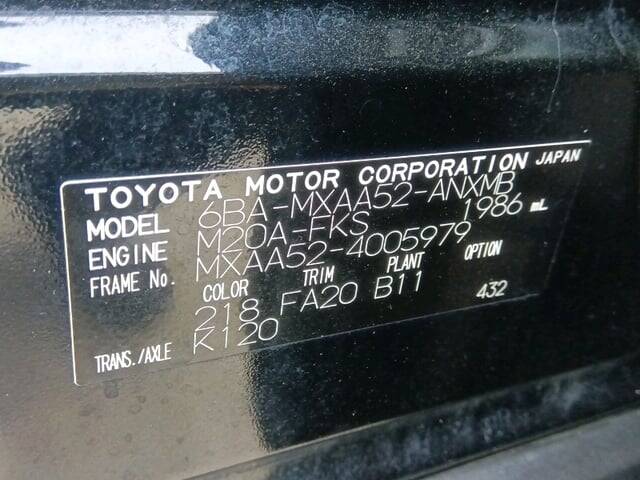 TOYOTA MOTOR CORPORATION JAPAN
MODEL 6BA-MXAA52-ANXMB
ENGINE M20A-FKS 1986 mL
FRAME No. MXAA52-4005979
COLOR TRIM PLANT OPTION
218 FA20 B11 432
TRANS./AXLE K120